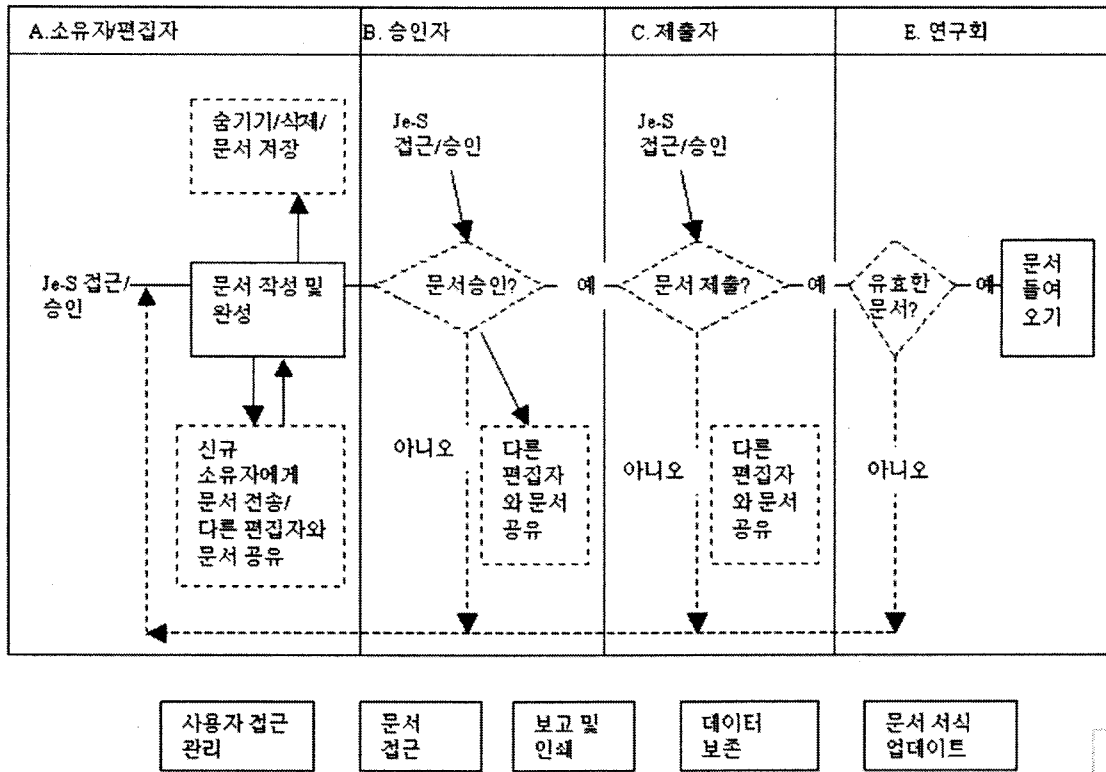 A.소유자/편집자
B. 승인자
C. 제출자
E. 연구회
숨기기/삭제/
문서 저장
Je-S
접근/승인
Je-S
접근/승인
Je-S 접근/
승인
문서 작성 및
완성
문서승인?
예
문서 제출?
예
유효한
문서?
예
문서
들여
오기
신규
소유자에게
문서 전송/
다른 편집자와
문서 공유
아니오
다른
편집자
와 문서
공유
아니오
다른
편집자
와 문서
공유
아니오
사용자 접근
관리
문서
접근
보고 및
인쇄
데이터
보존
문서 서식
업데이트